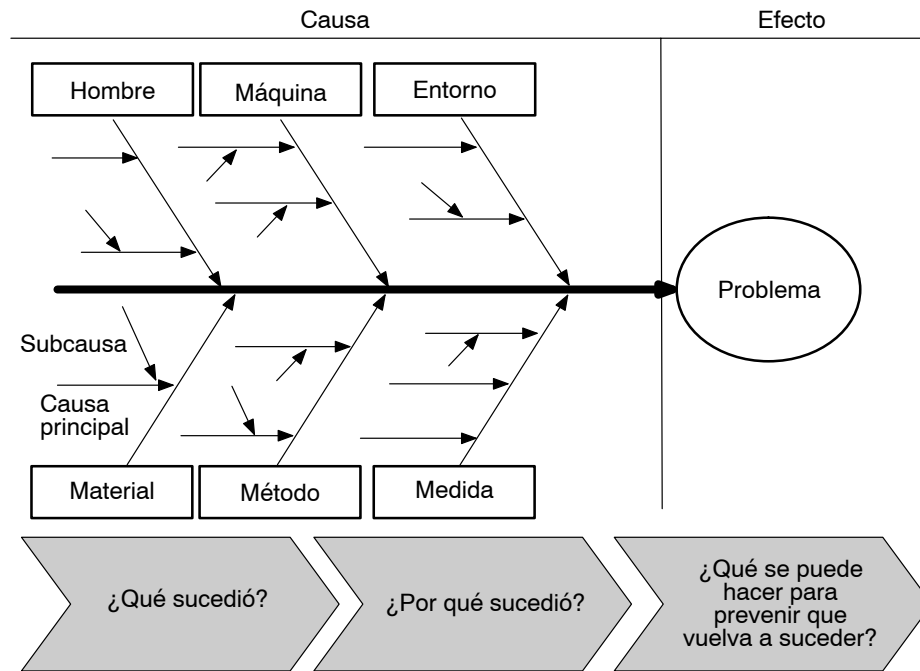 Causa
Efecto
Hombre
Máquina
Entorno
Problema
Subcausa
Causa
principal
Material
Método
Medida
¿Qué sucedió?
¿Por qué sucedió?
¿Qué se puede
hacer para
prevenir que
vuelva a suceder?